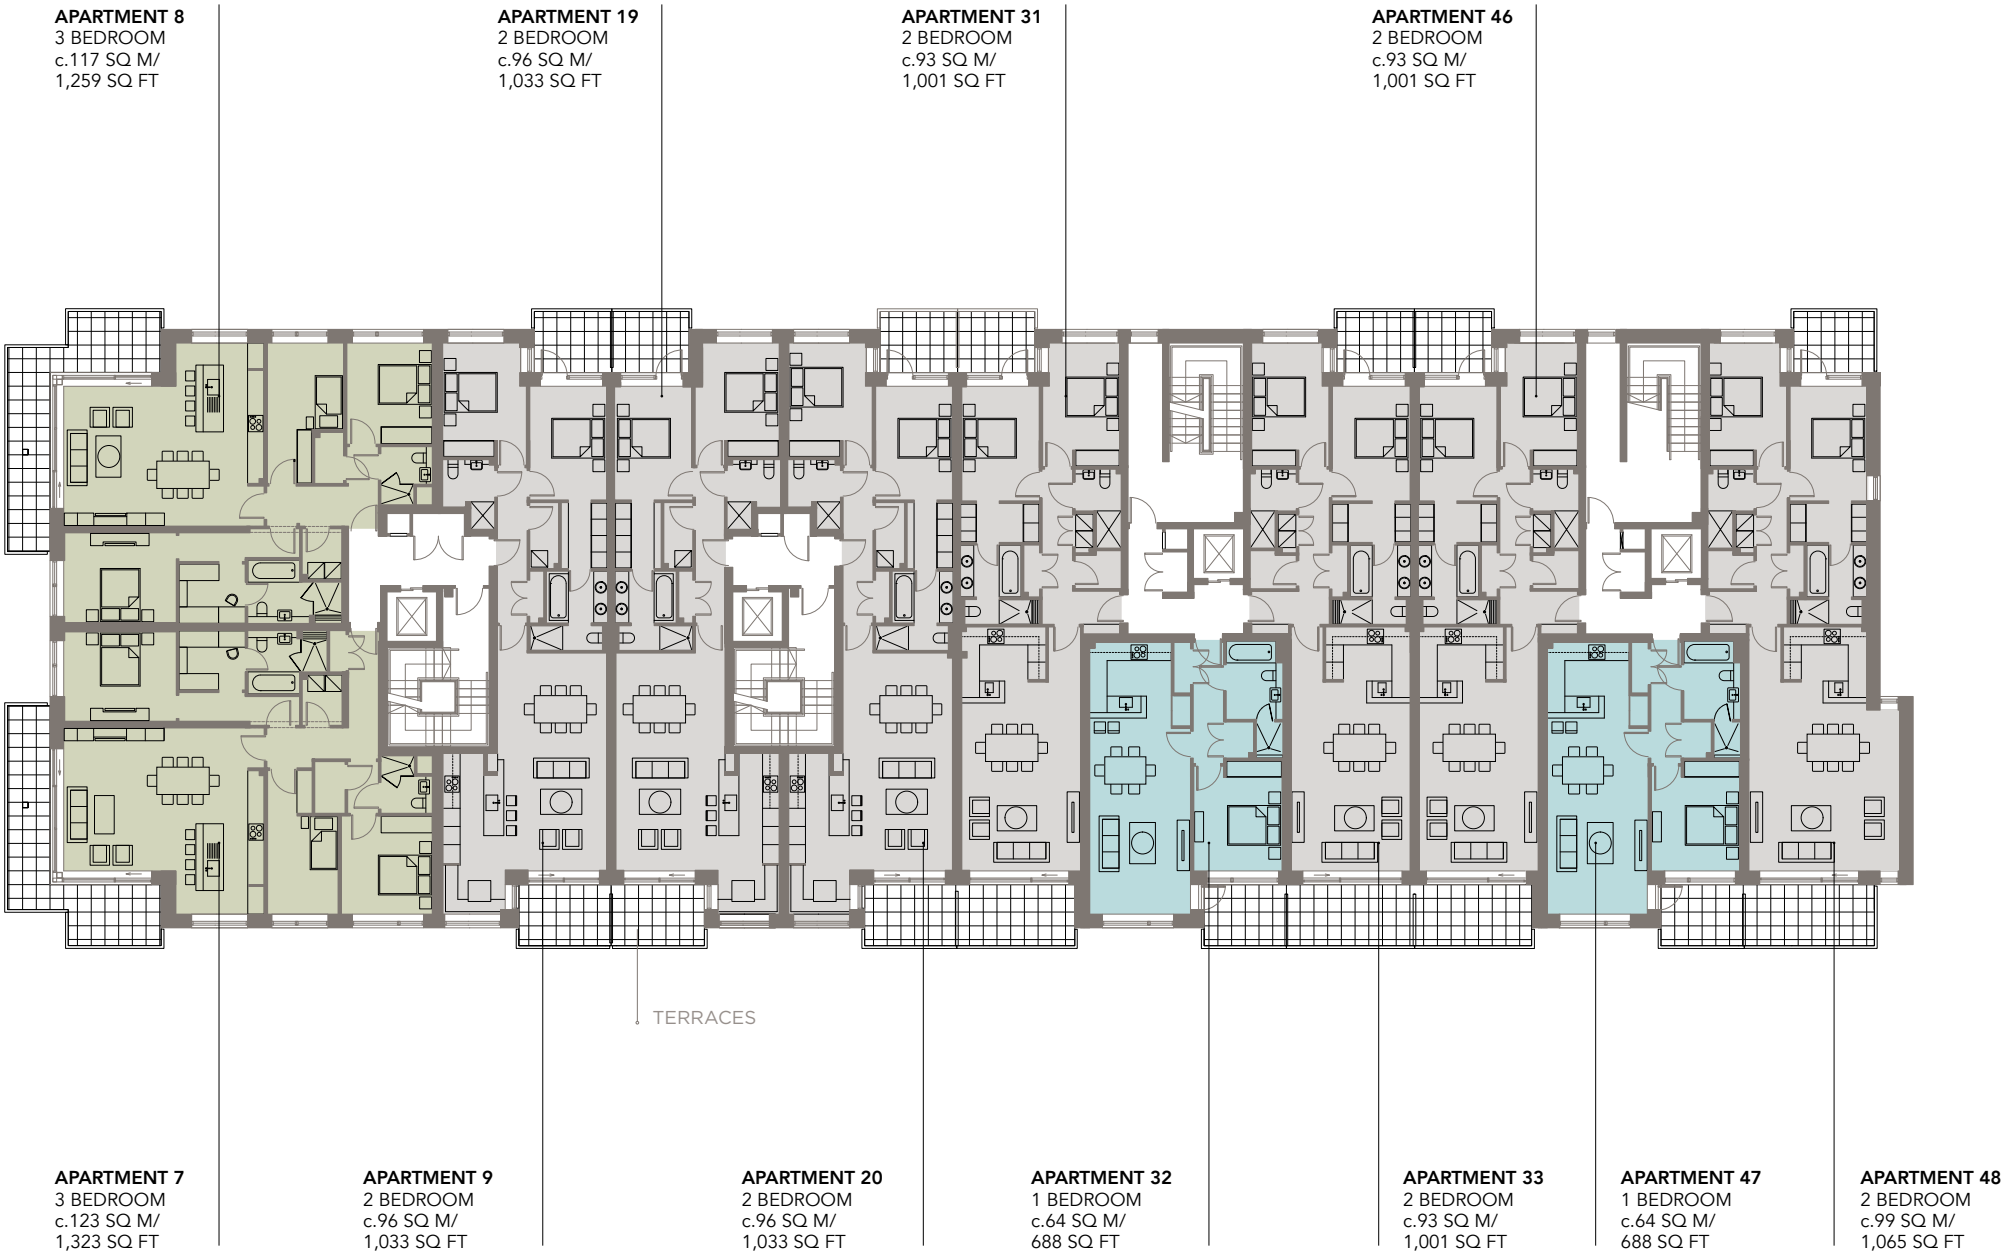 APARTMENT 8
3 BEDROOM
c.117 SQ M/
1,259 SQ FT
APARTMENT 19
2 BEDROOM
c.96 SQ M/
1,033 SQ FT
APARTMENT 31
2 BEDROOM
c.93 SQ M/
1,001 SQ FT
APARTMENT 46
2 BEDROOM
c.93 SQ M/
1,001 SQ FT
TERRACES
APARTMENT 7
3 BEDROOM
c.123 SQ M/
1,323 SQ FT
APARTMENT 9
2 BEDROOM
c.96 SQ M/
1,033 SQ FT
APARTMENT 20
2 BEDROOM
c.96 SQ M/
1,033 SQ FT
APARTMENT 32
1 BEDROOM
c.64 SQ M/
688 SQ FT
APARTMENT 33
2 BEDROOM
c.93 SQ M/
1,001 SQ FT
APARTMENT 47
1 BEDROOM
c.64 SQ M/
688 SQ FT
APARTMENT 48
2 BEDROOM
c.99 SQ M/
1,065 SQ FT